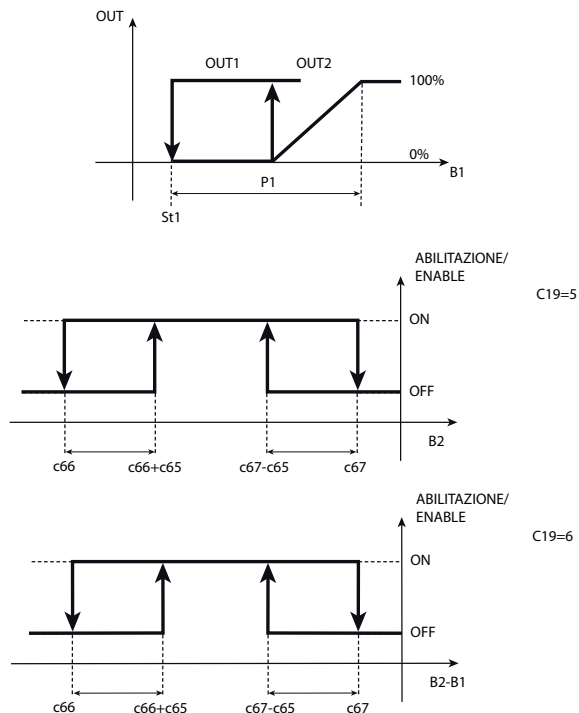 OUT
OUT1 OUT2
100%
0%
B1
P1
St1
ABILITAZIONE/
ENABLE
C19=5
ON
OFF
B2
c66 c66+c65 c67-c65 c67
ABILITAZIONE/
ENABLE
C19=6
ON
OFF
B2-B1
c66 c66+c65 c67-c65 c67